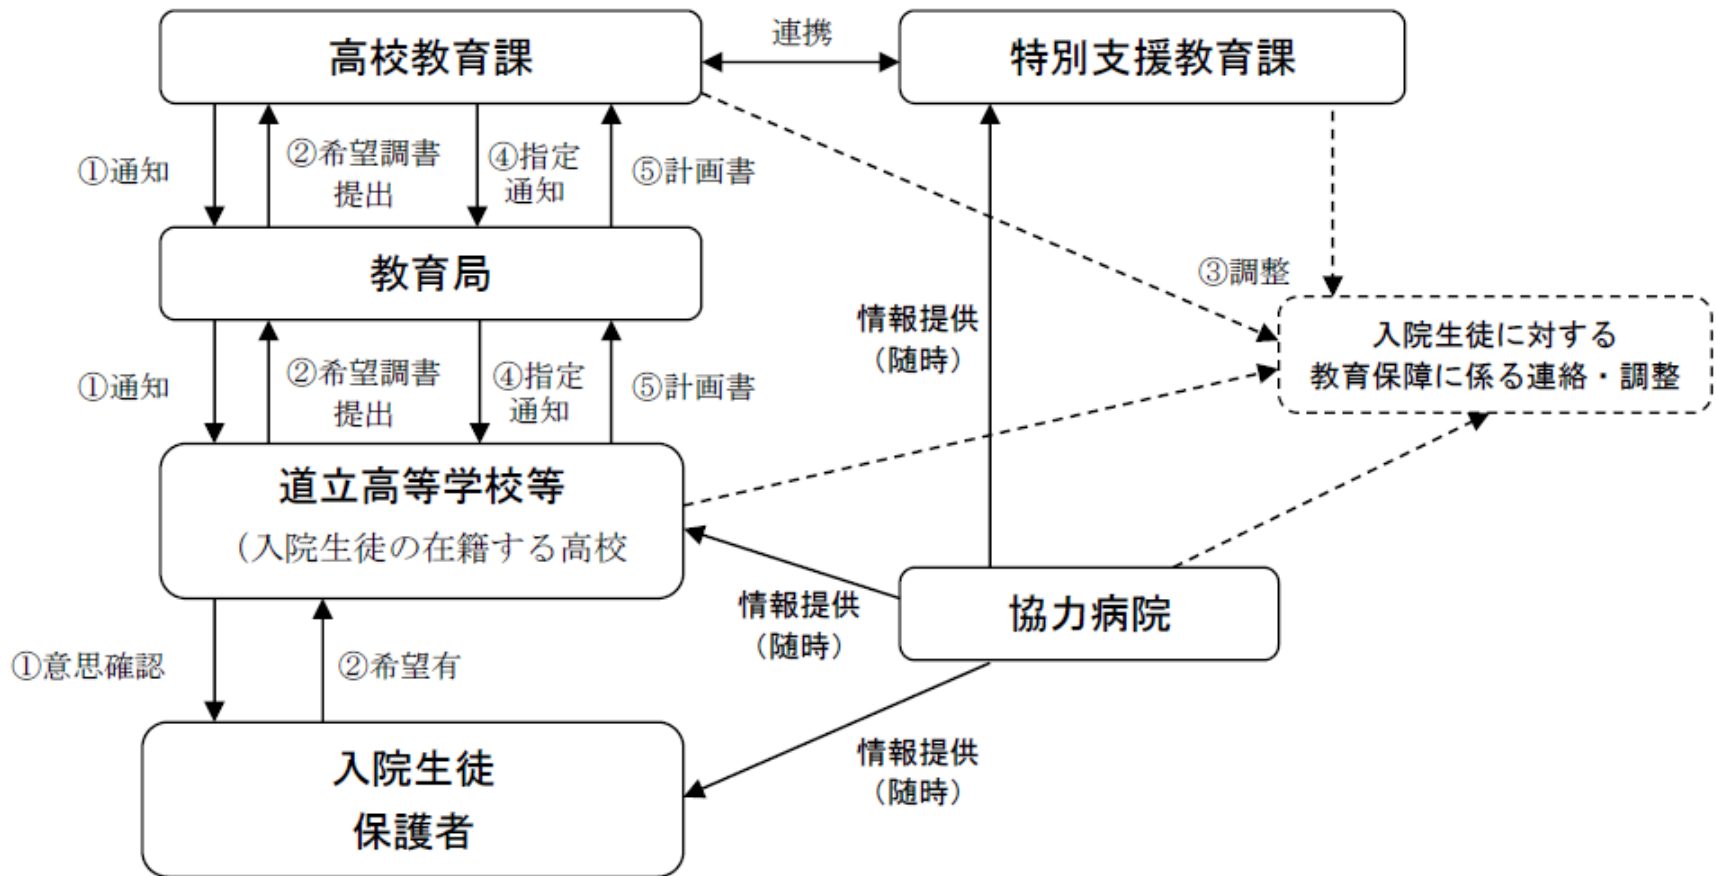 高校教育課
連携
特別支援教育課
①通知
②希望調書
提出
④指定
通知
⑤計画書
教育局
③調整
入院生徒に対する
教育保障に係る連絡・調整
情報提供
（随時）
①通知
②希望調書
提出
④指定
通知
⑤計画書
道立高等学校等
（入院生徒の在籍する高校
情報提供
（随時）
協力病院
①意思確認
②希望有
情報提供
（随時）
入院生徒
保護者